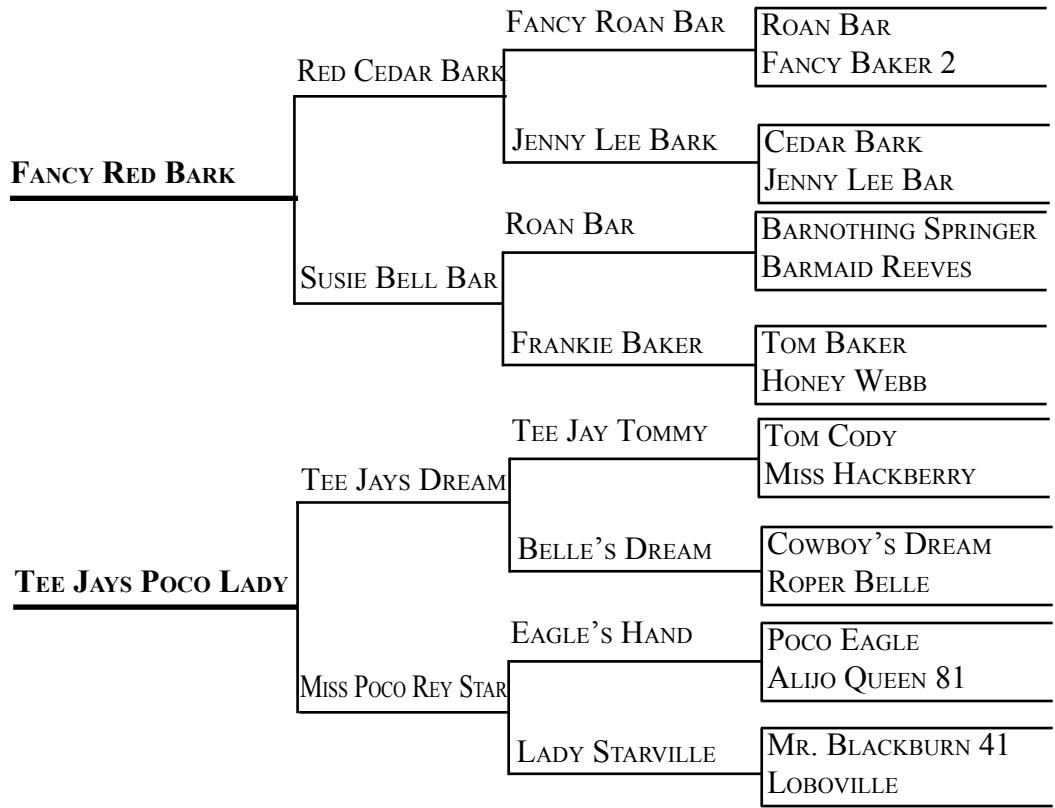 Fancy Roan Bar
Roan Bar
Fancy Baker 2
Red Cedar Bark
Jenny Lee Bark
Cedar Bark
Jenny Lee Bar
Fancy Red Bark
Roan Bar
Barnothing Springer
Barmaid Reeves
Susie Bell Bar
Frankie Baker
Tom Baker
Honey Webb
Tee Jay Tommy
Tom Cody
Miss Hackberry
Tee Jays Dream
Belle's Dream
Cowboy's Dream
Roper Belle
Tee Jays Poco Lady
Eagle's Hand
Poco Eagle
Alijo Queen 81
Miss Poco Rey Star
Lady Starville
Mr. Blackburn 41
Loboville